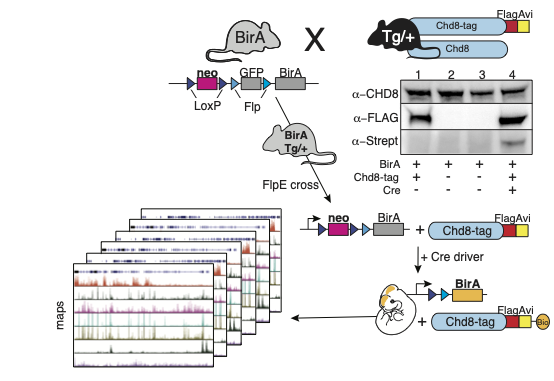 BirA
X
Tg/+
FlagAvi
Chd8-tag
Chd8
neo GFP BirA
LoxP Flp
1 2 3 4
α-CHD8
α-FLAG
α-Strept
BirA + + + +
Chd8-tag + - - +
Cre - - - +
BirA
Tg/+
FlpE cross
neo BirA + Chd8-tag FlagAvi
+ Cre driver
BirA
+ Chd8-tag FlagAvi Bio
maps